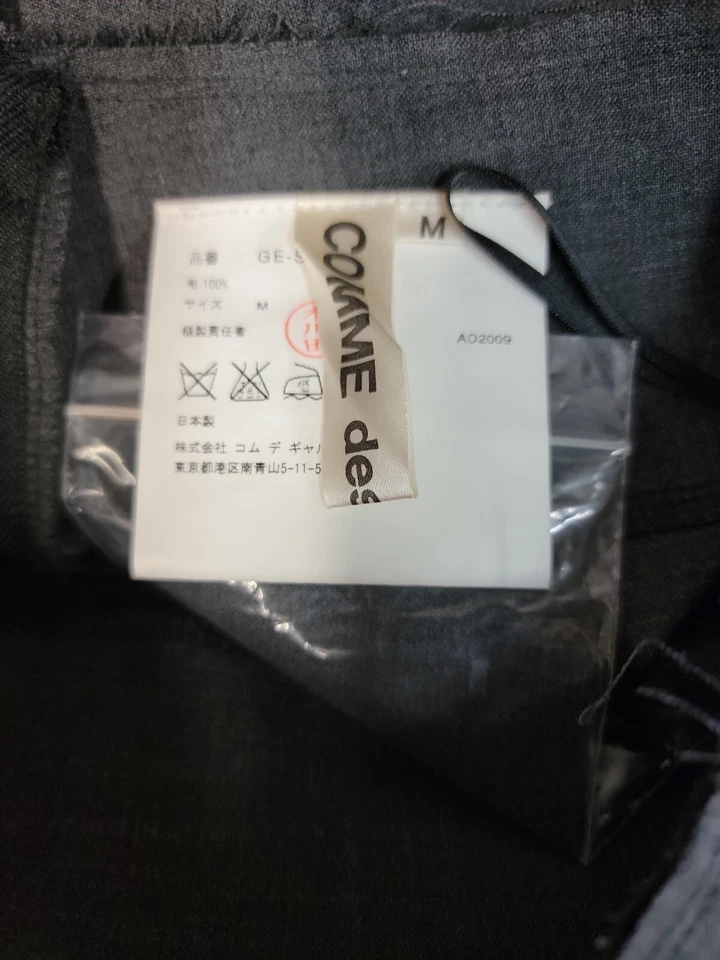 M
品番 GE-S
毛 100%
サイズ M
縫製責任者
AD2009
日本製
株式会社 コム デ ギャル
東京都港区南青山5-11-5
COMME des